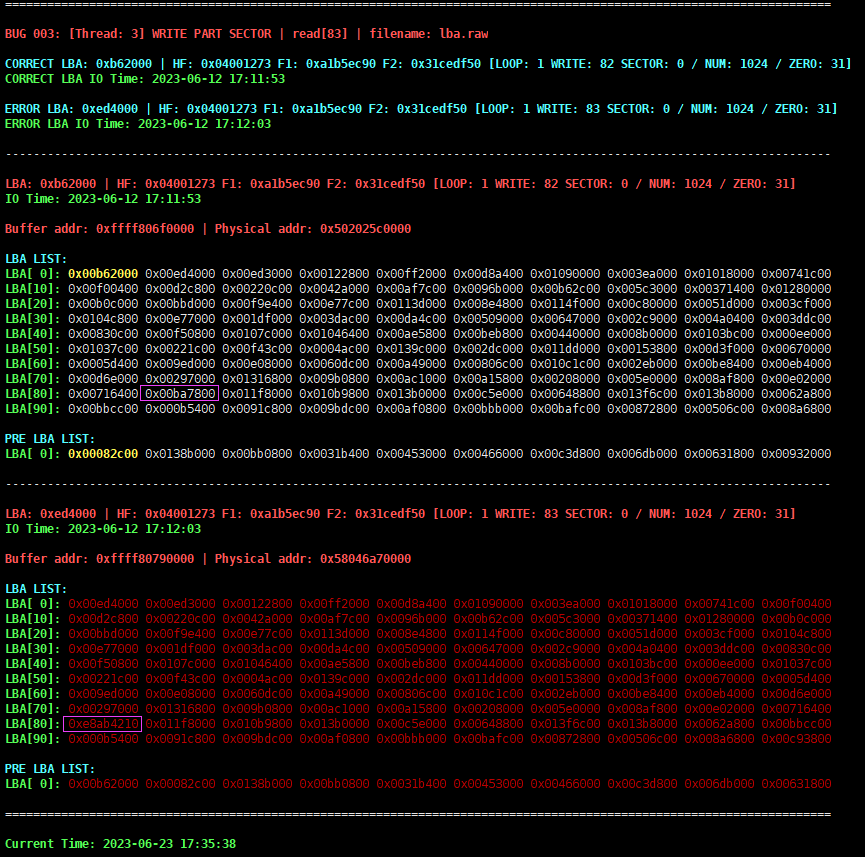 ===============================================================================================
BUG 003: [Thread: 3] WRITE PART SECTOR | read[83] | filename: lba.raw
CORRECT LBA: 0xb62000 | HF: 0x04001273 F1: 0xa1b5ec90 F2: 0x31cedf50 [LOOP: 1 WRITE: 82 SECTOR: 0 / NUM: 1024 / ZERO: 31]
CORRECT LBA IO Time: 2023-06-12 17:11:53
ERROR LBA: 0xed4000 | HF: 0x04001273 F1: 0xa1b5ec90 F2: 0x31cedf50 [LOOP: 1 WRITE: 83 SECTOR: 0 / NUM: 1024 / ZERO: 31]
ERROR LBA IO Time: 2023-06-12 17:12:03
-----------------------------------------------------------------------------------------------
LBA: 0xb62000 | HF: 0x04001273 F1: 0xa1b5ec90 F2: 0x31cedf50 [LOOP: 1 WRITE: 82 SECTOR: 0 / NUM: 1024 / ZERO: 31]
IO Time: 2023-06-12 17:11:53
Buffer addr: 0xffff806f0000 | Physical addr: 0x502025c0000
LBA LIST:
LBA[ 0]: 0x00b62000 0x00ed4000 0x00ed3000 0x00122800 0x00ff2000 0x00d8a400 0x01090000 0x003ea000 0x01018000 0x00741c00
LBA[10]: 0x00f00400 0x00d2c800 0x00220c00 0x0042a000 0x00af7c00 0x0096b000 0x00b62c00 0x005c3000 0x00371400 0x01280000
LBA[20]: 0x00b0c000 0x00bbd000 0x00f9e400 0x00e77c00 0x0113d000 0x008e4800 0x0114f000 0x00c80000 0x0051d000 0x003cf000
LBA[30]: 0x0104c800 0x00e77000 0x001df000 0x003dac00 0x00da4c00 0x00509000 0x00647000 0x002c9000 0x004a0400 0x003ddc00
LBA[40]: 0x00830c00 0x00f50800 0x0107c000 0x01046400 0x00ae5800 0x00beb800 0x00440000 0x008b0000 0x0103bc00 0x000ee000
LBA[50]: 0x01037c00 0x00221c00 0x00f43c00 0x0004ac00 0x0139c000 0x002dc000 0x011dd000 0x00153800 0x00d3f000 0x00670000
LBA[60]: 0x0005d400 0x009ed000 0x00e08000 0x0060dc00 0x00a49000 0x00806c00 0x010c1c00 0x002eb000 0x00be8400 0x00eb4000
LBA[70]: 0x00d6e000 0x00297000 0x01316800 0x009b0800 0x00ac1000 0x00a15800 0x00208000 0x005e0000 0x008af800 0x00e02000
LBA[80]: 0x00716400 0x00ba7800 0x011f8000 0x010b9800 0x013b0000 0x00c5e000 0x00648800 0x013f6c00 0x013b8000 0x0062a800
LBA[90]: 0x00bbcc00 0x000b5400 0x0091c800 0x009bdc00 0x00af0800 0x00bbb000 0x00bafc00 0x00872800 0x00506c00 0x008a6800
PRE LBA LIST:
LBA[ 0]: 0x00082c00 0x0138b000 0x00bb0800 0x0031b400 0x00453000 0x00466000 0x00c3d800 0x006db000 0x00631800 0x00932000
-----------------------------------------------------------------------------------------------
LBA: 0xed4000 | HF: 0x04001273 F1: 0xa1b5ec90 F2: 0x31cedf50 [LOOP: 1 WRITE: 83 SECTOR: 0 / NUM: 1024 / ZERO: 31]
IO Time: 2023-06-12 17:12:03
Buffer addr: 0xffff80790000 | Physical addr: 0x58046a70000
LBA LIST:
LBA[ 0]: 0x00ed4000 0x00ed3000 0x00122800 0x00ff2000 0x00d8a400 0x01090000 0x003ea000 0x01018000 0x00741c00 0x00f00400
LBA[10]: 0x00d2c800 0x00220c00 0x0042a000 0x00af7c00 0x0096b000 0x00b62c00 0x005c3000 0x00371400 0x01280000 0x00b0c000
LBA[20]: 0x00bbd000 0x00f9e400 0x00e77c00 0x0113d000 0x008e4800 0x0114f000 0x00c80000 0x0051d000 0x003cf000 0x0104c800
LBA[30]: 0x00e77000 0x001df000 0x003dac00 0x00da4c00 0x00509000 0x00647000 0x002c9000 0x004a0400 0x003ddc00 0x00830c00
LBA[40]: 0x00f50800 0x0107c000 0x01046400 0x00ae5800 0x00beb800 0x00440000 0x008b0000 0x0103bc00 0x000ee000 0x01037c00
LBA[50]: 0x00221c00 0x00f43c00 0x0004ac00 0x0139c000 0x002dc000 0x011dd000 0x00153800 0x00d3f000 0x00670000 0x0005d400
LBA[60]: 0x009ed000 0x00e08000 0x0060dc00 0x00a49000 0x00806c00 0x010c1c00 0x002eb000 0x00be8400 0x00eb4000 0x00d6e000
LBA[70]: 0x00297000 0x01316800 0x009b0800 0x00ac1000 0x00a15800 0x00208000 0x005e0000 0x008af800 0x00e02000 0x00716400
LBA[80]: 0xe8ab4210 0x011f8000 0x010b9800 0x013b0000 0x00c5e000 0x00648800 0x013f6c00 0x013b8000 0x0062a800 0x00bbcc00
LBA[90]: 0x000b5400 0x0091c800 0x009bdc00 0x00af0800 0x00bbb000 0x00bafc00 0x00872800 0x00506c00 0x008a6800 0x00c93800
PRE LBA LIST:
LBA[ 0]: 0x00b62000 0x00082c00 0x0138b000 0x00bb0800 0x0031b400 0x00453000 0x00466000 0x00c3d800 0x006db000 0x00631800
===============================================================================================
Current Time: 2023-06-23 17:35:38